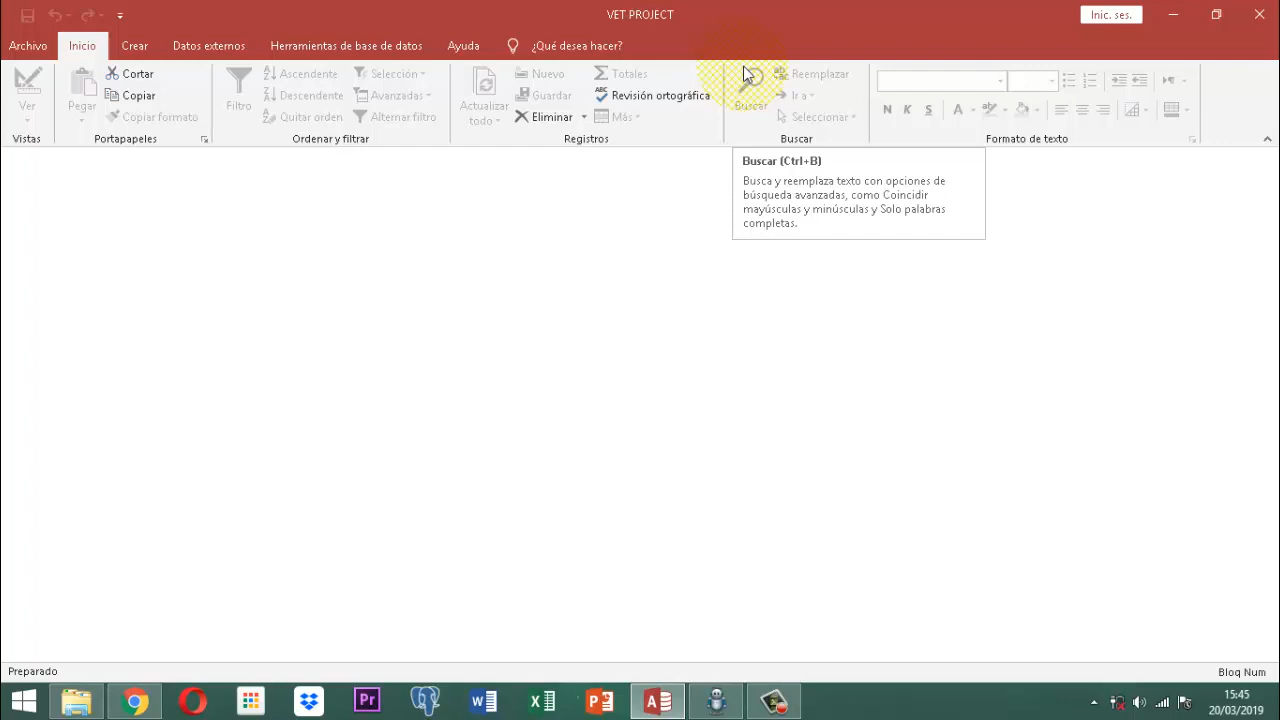 VET PROJECT
Inic. ses.
Archivo Inicio Crear Datos externos Herramientas de base de datos Ayuda ¿Qué desea hacer?
Ver
Vistas
Pegar
Cortar
Copiar
Copiar formato
Portapapeles
Filtro
Ascendente
Descendente
Quitar orden
Selección
Avanzadas
Alternar filtro
Ordenar y filtrar
Actualizar
todo
Nuevo
Guardar
Eliminar
Totales
Revisión ortográfica
Más
Registros
Buscar
Reemplazar
Ir a
Seleccionar
Buscar
N K S A
Formato de texto
Buscar (Ctrl+B)
Busca y reemplaza texto con opciones de
búsqueda avanzadas, como Coincidir
mayúsculas y minúsculas y Solo palabras
completas.
Preparado
Bloq Num
15:45
20/03/2019